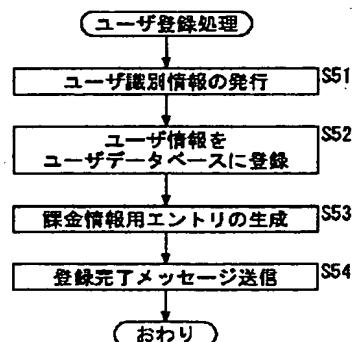 ユーザ登録処理
ユーザ識別情報の発行 S51
ユーザ情報を S52
ユーザデータベースに登録
課金情報用エントリの生成 S53
登録完了メッセージ送信 S54
おわり